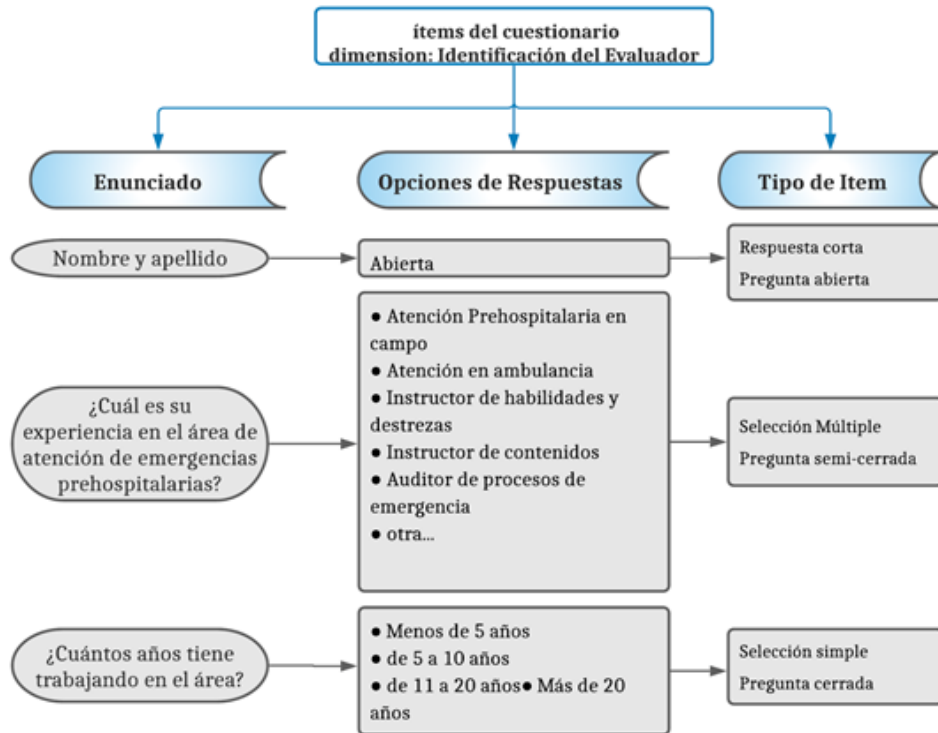 ítems del cuestionario
dimension: Identificación del Evaluador
Enunciado
Opciones de Respuestas
Tipo de Item
Nombre y apellido
Abierta
Respuesta corta
Pregunta abierta
¿Cuál es su
experiencia en el área de
atención de emergencias
prehospitalarias?
● Atención Prehospitalaria en
campo
● Atención en ambulancia
● Instructor de habilidades y
destrezas
● Instructor de contenidos
● Auditor de procesos de
emergencia
● otra...
Selección Múltiple
Pregunta semi-cerrada
¿Cuántos años tiene
trabajando en el área?
● Menos de 5 años
● de 5 a 10 años
● de 11 a 20 años● Más de 20
años
Selección simple
Pregunta cerrada